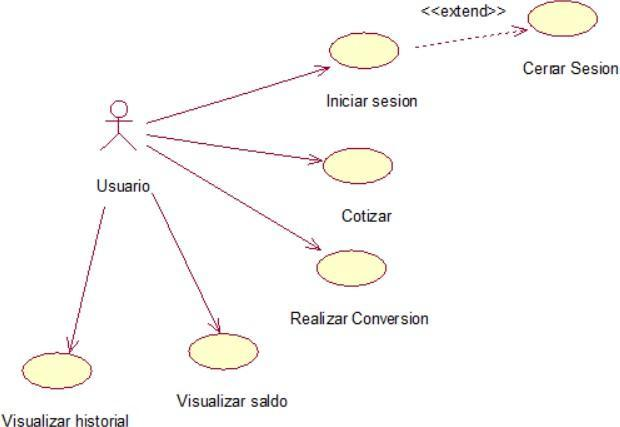 <<extend>>
Cerrar Sesion
Iniciar sesion
Usuario
Cotizar
Realizar Conversion
Visualizar saldo
Visualizar historial